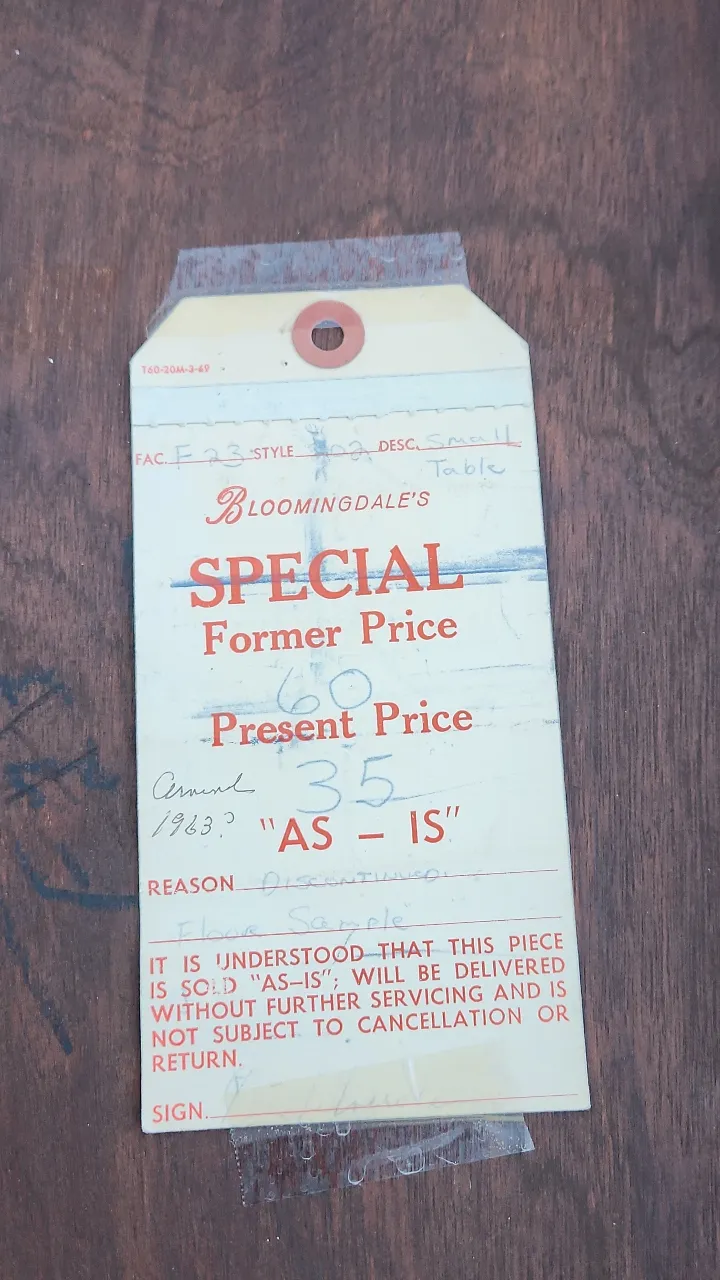 T60-20M-3-69
FAC. F 23 STYLE 302 DESC. Small
Table
BLOOMINGDALE'S
SPECIAL
Former Price
60
Present Price
35
1963?
"AS – IS"
REASON Discontinued
Floor Sample
IT IS UNDERSTOOD THAT THIS PIECE
IS SOLD "AS–IS"; WILL BE DELIVERED
WITHOUT FURTHER SERVICING AND IS
NOT SUBJECT TO CANCELLATION OR
RETURN.
SIGN.